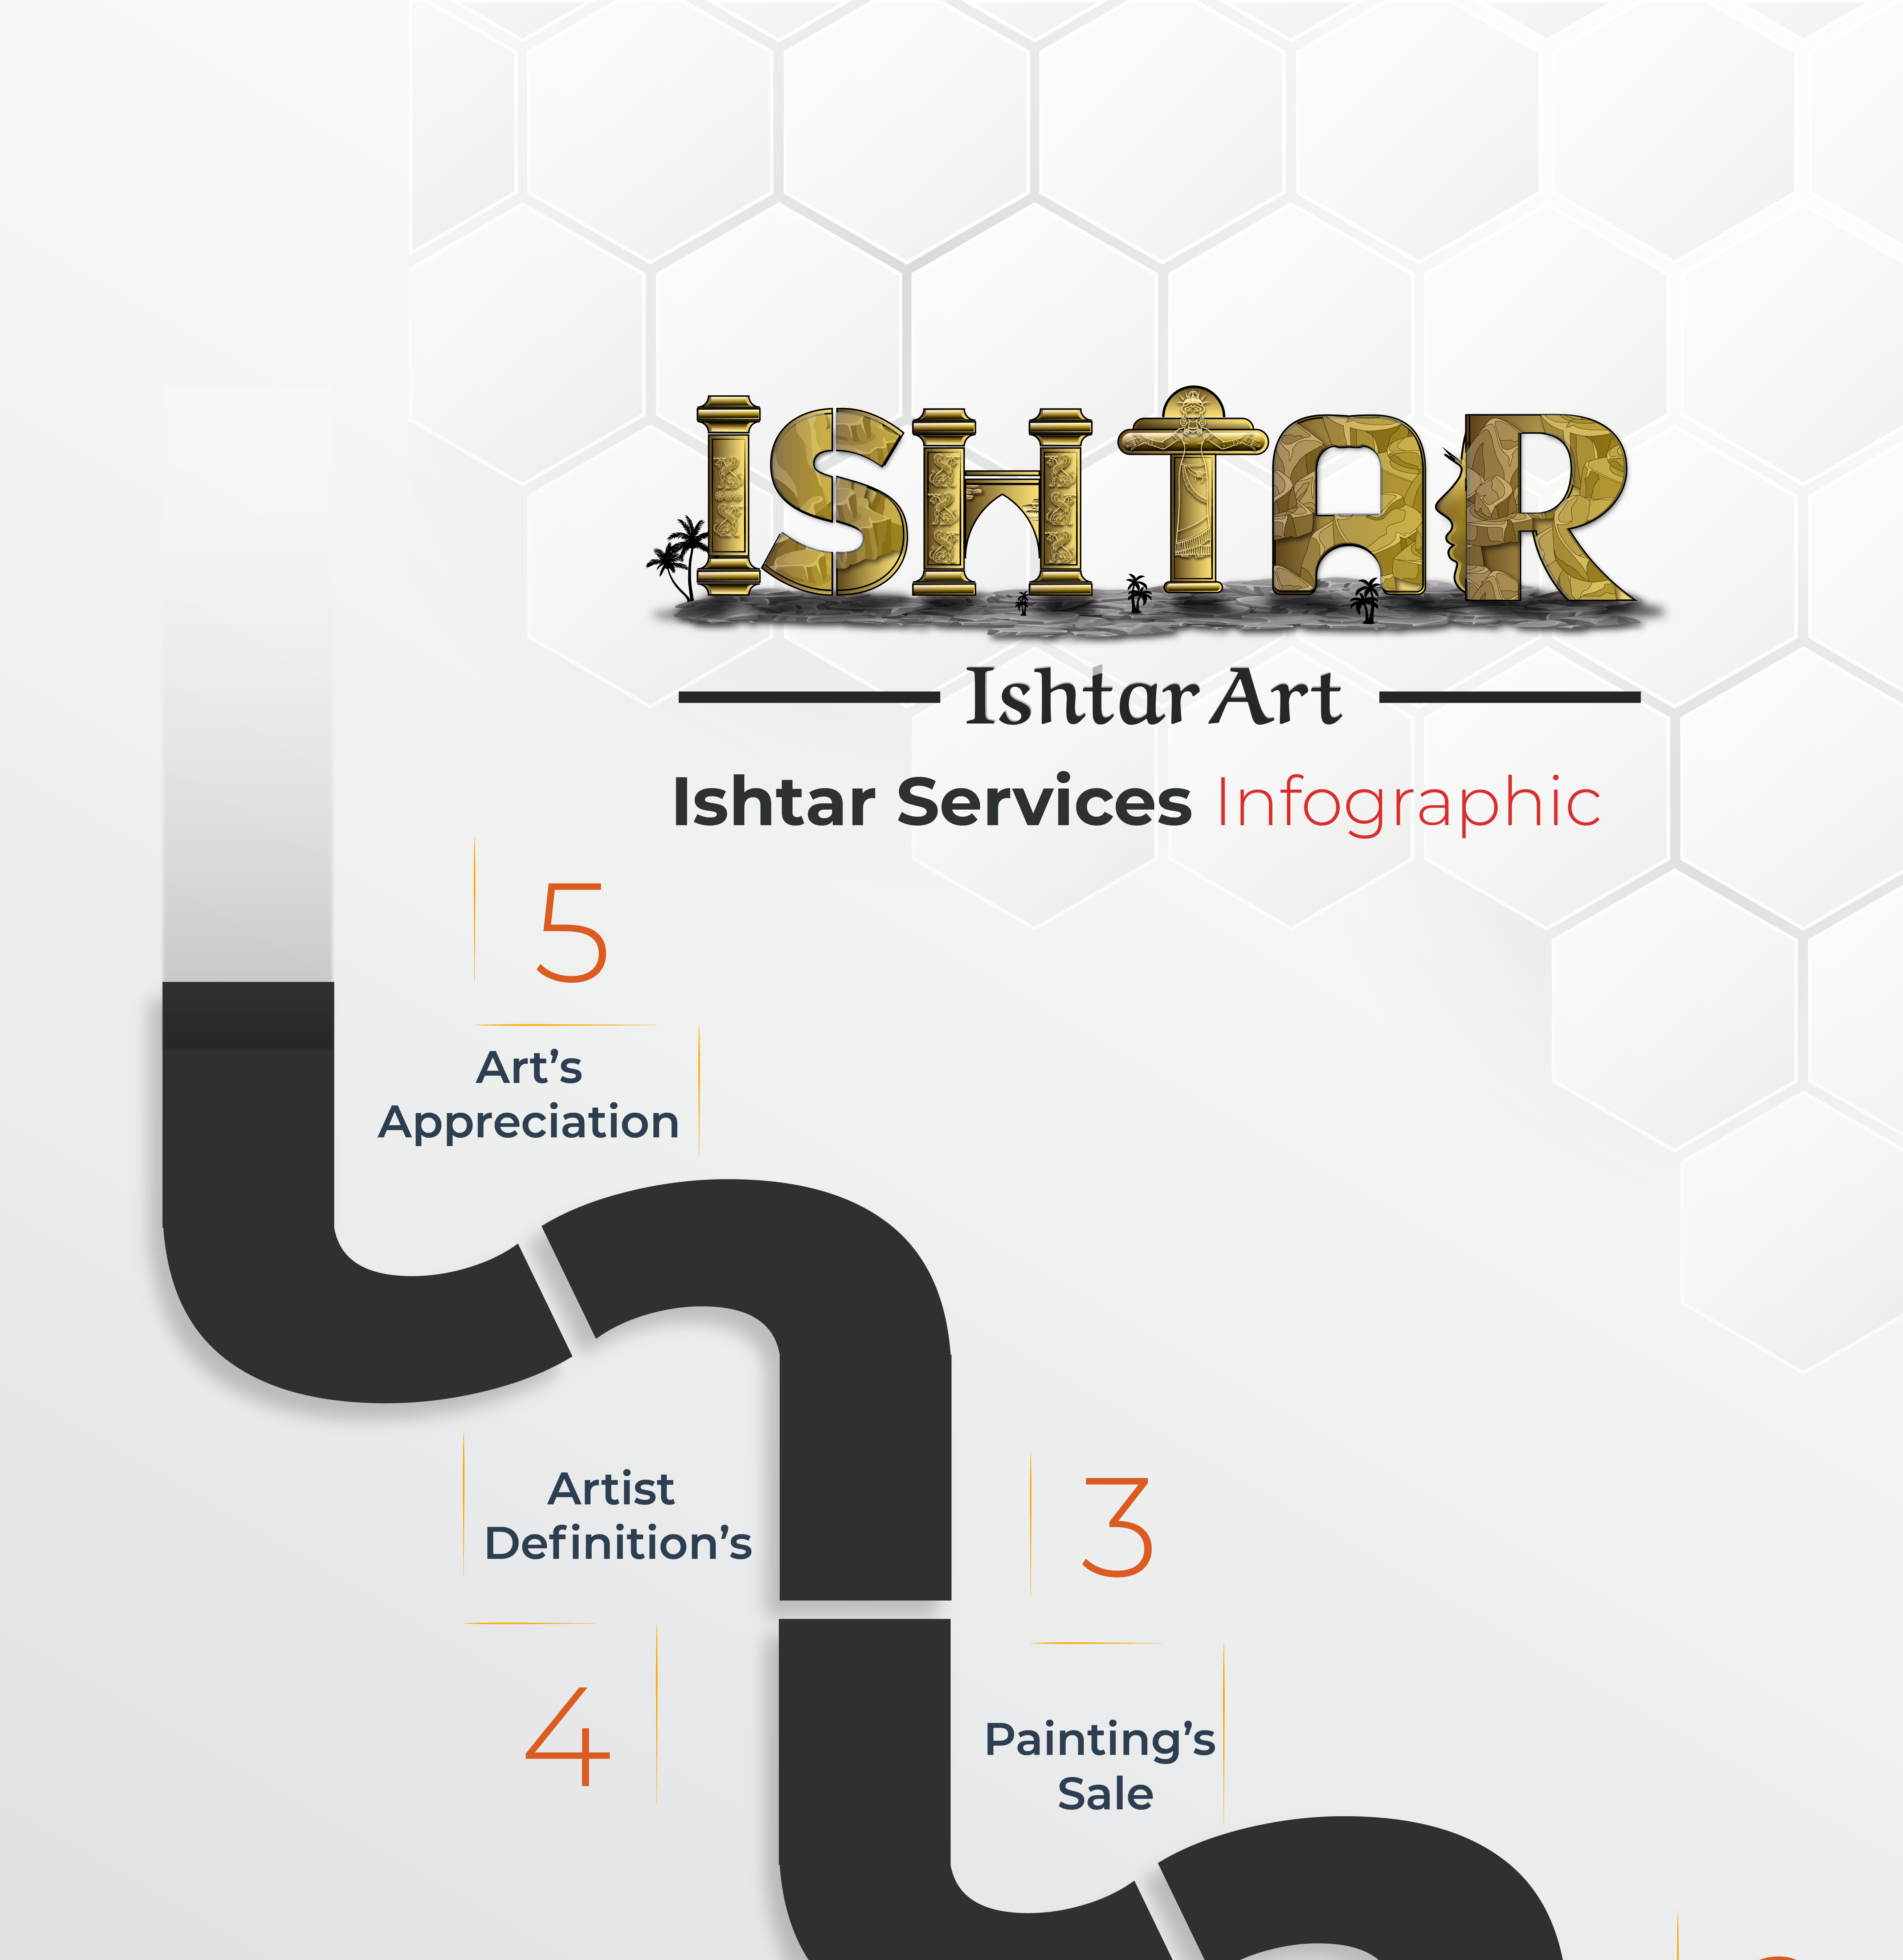 ISHTAR
Ishtar Art
Ishtar Services Infographic
5
Art’s
Appreciation
Artist
Definition’s
4
3
Painting’s
Sale